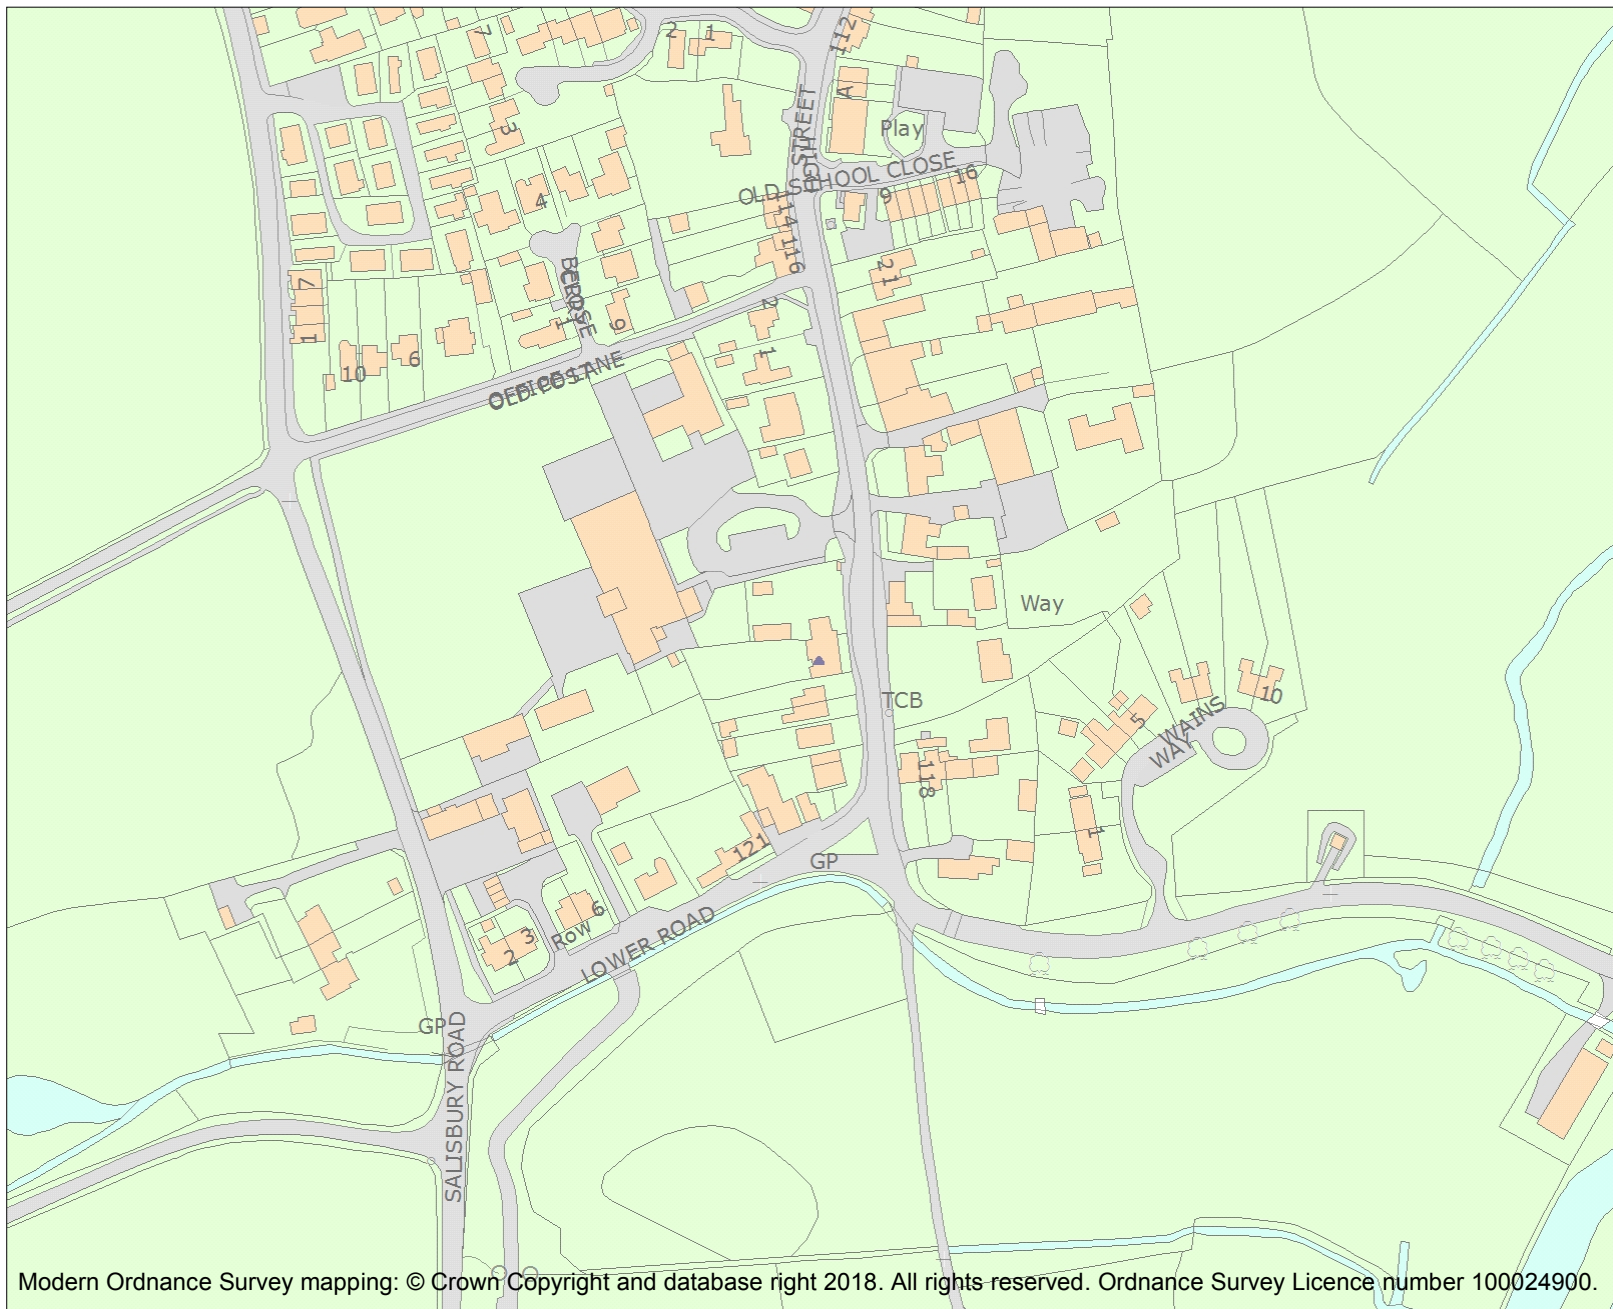 7
2
1
112
A
Play
HIGH
STREET
3
OLD SCHOOL CLOSE
16
9
4
114
116
21
7
BELROSE
CLOSE
1
9
2
1
1
10
6
OLD POST
OFFICE LANE
Way
TCB
10
5
WAINS
WAY
118
1
121
GP
6
Row
3
2
LOWER ROAD
GP
SALISBURY ROAD
Modern Ordnance Survey mapping: © Crown Copyright and database right 2018. All rights reserved. Ordnance Survey Licence number 100024900.